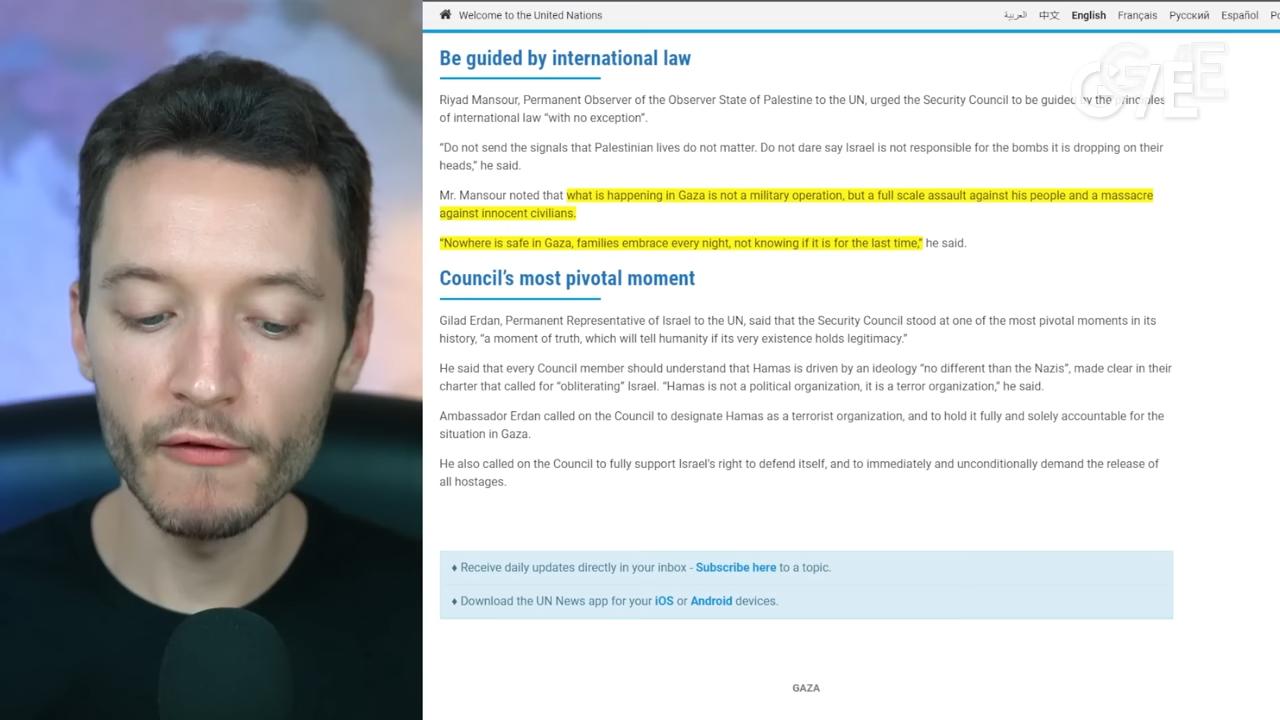 Welcome to the United Nations
العربية 中文 English Français Русский Español
Be guided by international law
Riyad Mansour, Permanent Observer of the Observer State of Palestine to the UN, urged the Security Council to be guided by the principles
of international law “with no exception”.
“Do not send the signals that Palestinian lives do not matter. Do not dare say Israel is not responsible for the bombs it is dropping on their
heads,” he said.
Mr. Mansour noted that what is happening in Gaza is not a military operation, but a full scale assault against his people and a massacre
against innocent civilians.
“Nowhere is safe in Gaza, families embrace every night, not knowing if it is for the last time,” he said.
Council’s most pivotal moment
Gilad Erdan, Permanent Representative of Israel to the UN, said that the Security Council stood at one of the most pivotal moments in its
history, “a moment of truth, which will tell humanity if its very existence holds legitimacy.”
He said that every Council member should understand that Hamas is driven by an ideology “no different than the Nazis”, made clear in their
charter that called for “obliterating” Israel. “Hamas is not a political organization, it is a terror organization,” he said.
Ambassador Erdan called on the Council to designate Hamas as a terrorist organization, and to hold it fully and solely accountable for the
situation in Gaza.
He also called on the Council to fully support Israel’s right to defend itself, and to immediately and unconditionally demand the release of
all hostages.
♦ Receive daily updates directly in your inbox - Subscribe here to a topic.
♦ Download the UN News app for your iOS or Android devices.
GAZA